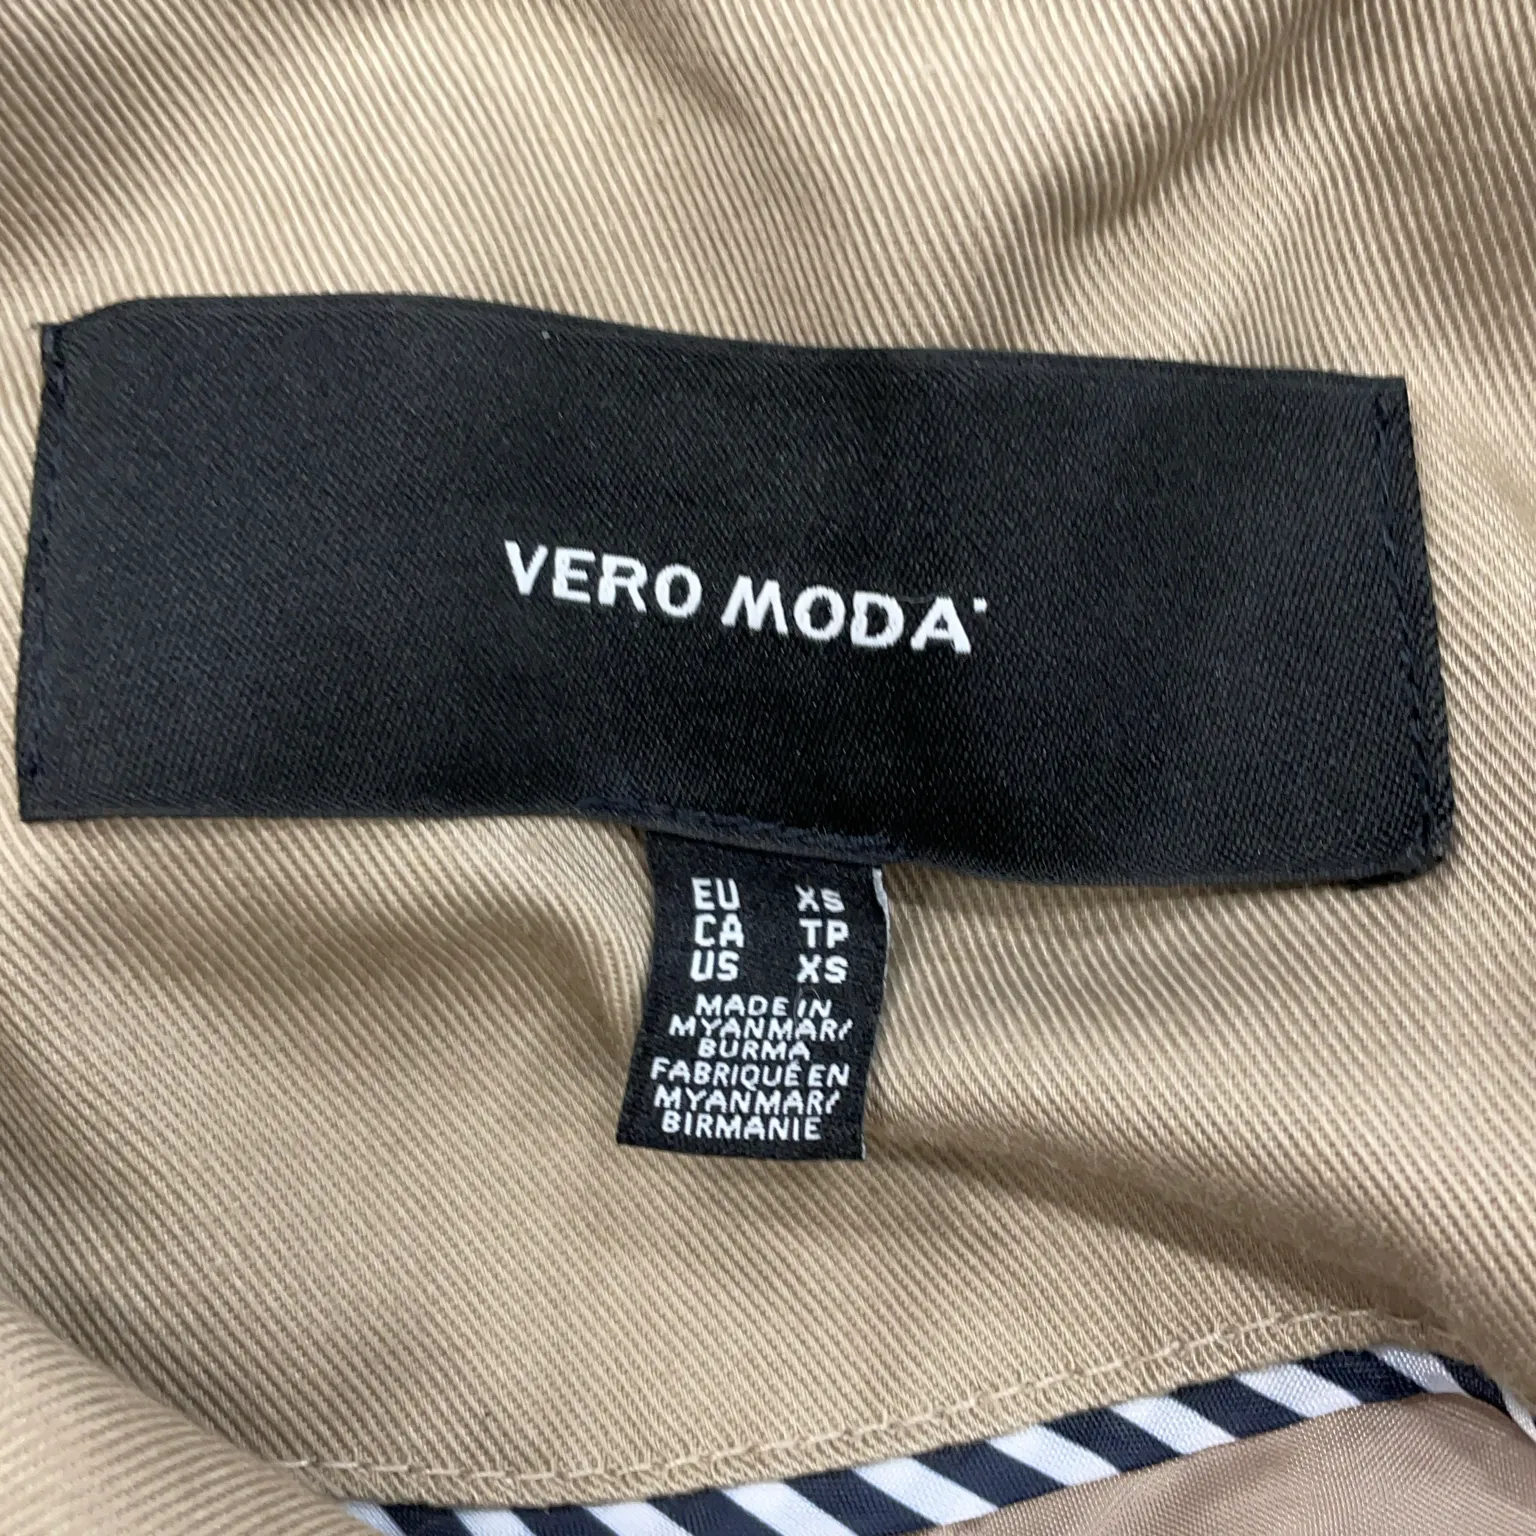 VERO MODA
EU XS
CA TP
US XS
MADE IN
MYANMAR/
BURMA
FABRIQUÉ EN
MYANMAR/
BIRMANIE